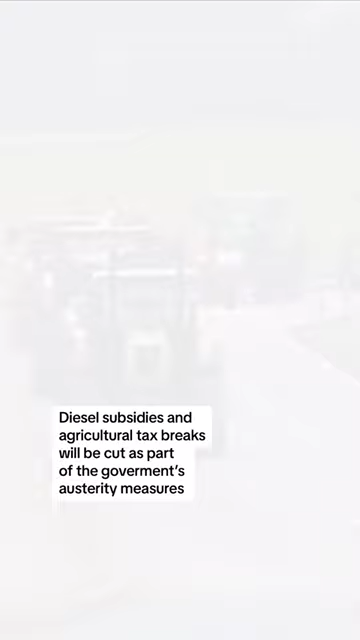 Diesel subsidies and
agricultural tax breaks
will be cut as part
of the goverment's
austerity measures